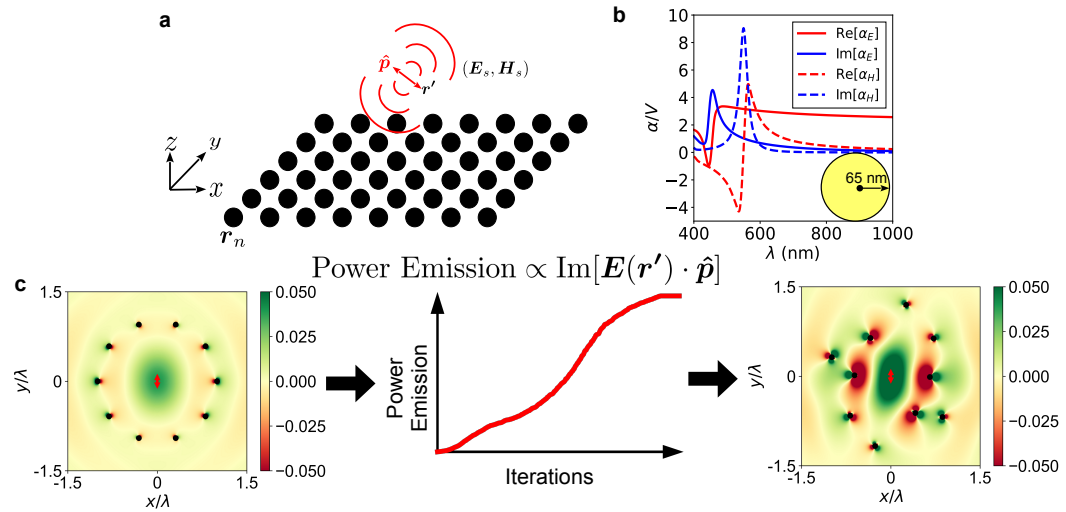 a
p̂
r′
(E_s, H_s)
z
y
x
r_n
b
Re[α_E]
Im[α_E]
Re[α_H]
Im[α_H]
α/V
10
8
6
4
2
0
−2
−4
65 nm
400
600
800
1000
λ (nm)
Power Emission ∝ Im[E(r′) · p̂]
c
1.5
0
−1.5
y/λ
−1.5
0
1.5
x/λ
0.050
0.025
0.000
−0.025
−0.050
Power
Emission
Iterations
1.5
0
−1.5
y/λ
−1.5
0
1.5
x/λ
0.050
0.025
0.000
−0.025
−0.050